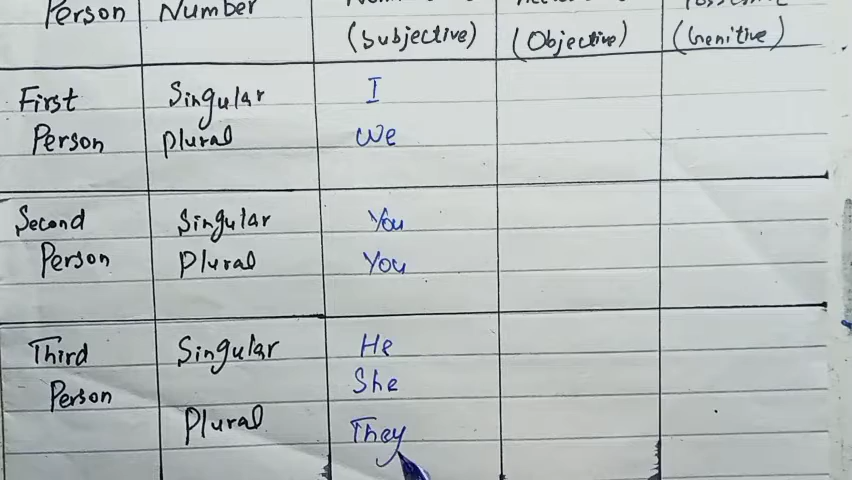 Person Number
(Subjective) (Objective) (Genitive)
First Singular I
Person Plural We
Second Singular You
Person Plural You
Third Singular He
Person She
Plural They